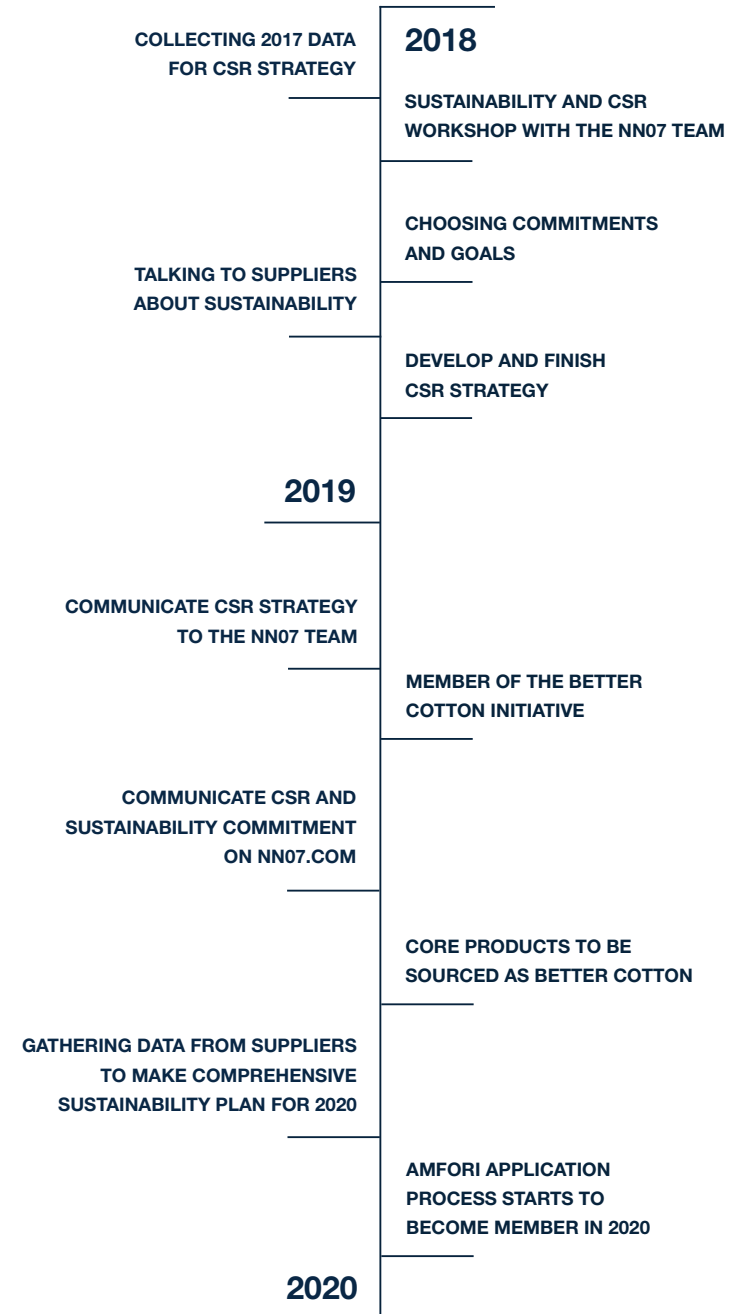 2018
COLLECTING 2017 DATA
FOR CSR STRATEGY
SUSTAINABILITY AND CSR
WORKSHOP WITH THE NN07 TEAM
CHOOSING COMMITMENTS
AND GOALS
TALKING TO SUPPLIERS
ABOUT SUSTAINABILITY
DEVELOP AND FINISH
CSR STRATEGY
2019
COMMUNICATE CSR STRATEGY
TO THE NN07 TEAM
MEMBER OF THE BETTER
COTTON INITIATIVE
COMMUNICATE CSR AND
SUSTAINABILITY COMMITMENT
ON NN07.COM
CORE PRODUCTS TO BE
SOURCED AS BETTER COTTON
GATHERING DATA FROM SUPPLIERS
TO MAKE COMPREHENSIVE
SUSTAINABILITY PLAN FOR 2020
AMFORI APPLICATION
PROCESS STARTS TO
BECOME MEMBER IN 2020
2020